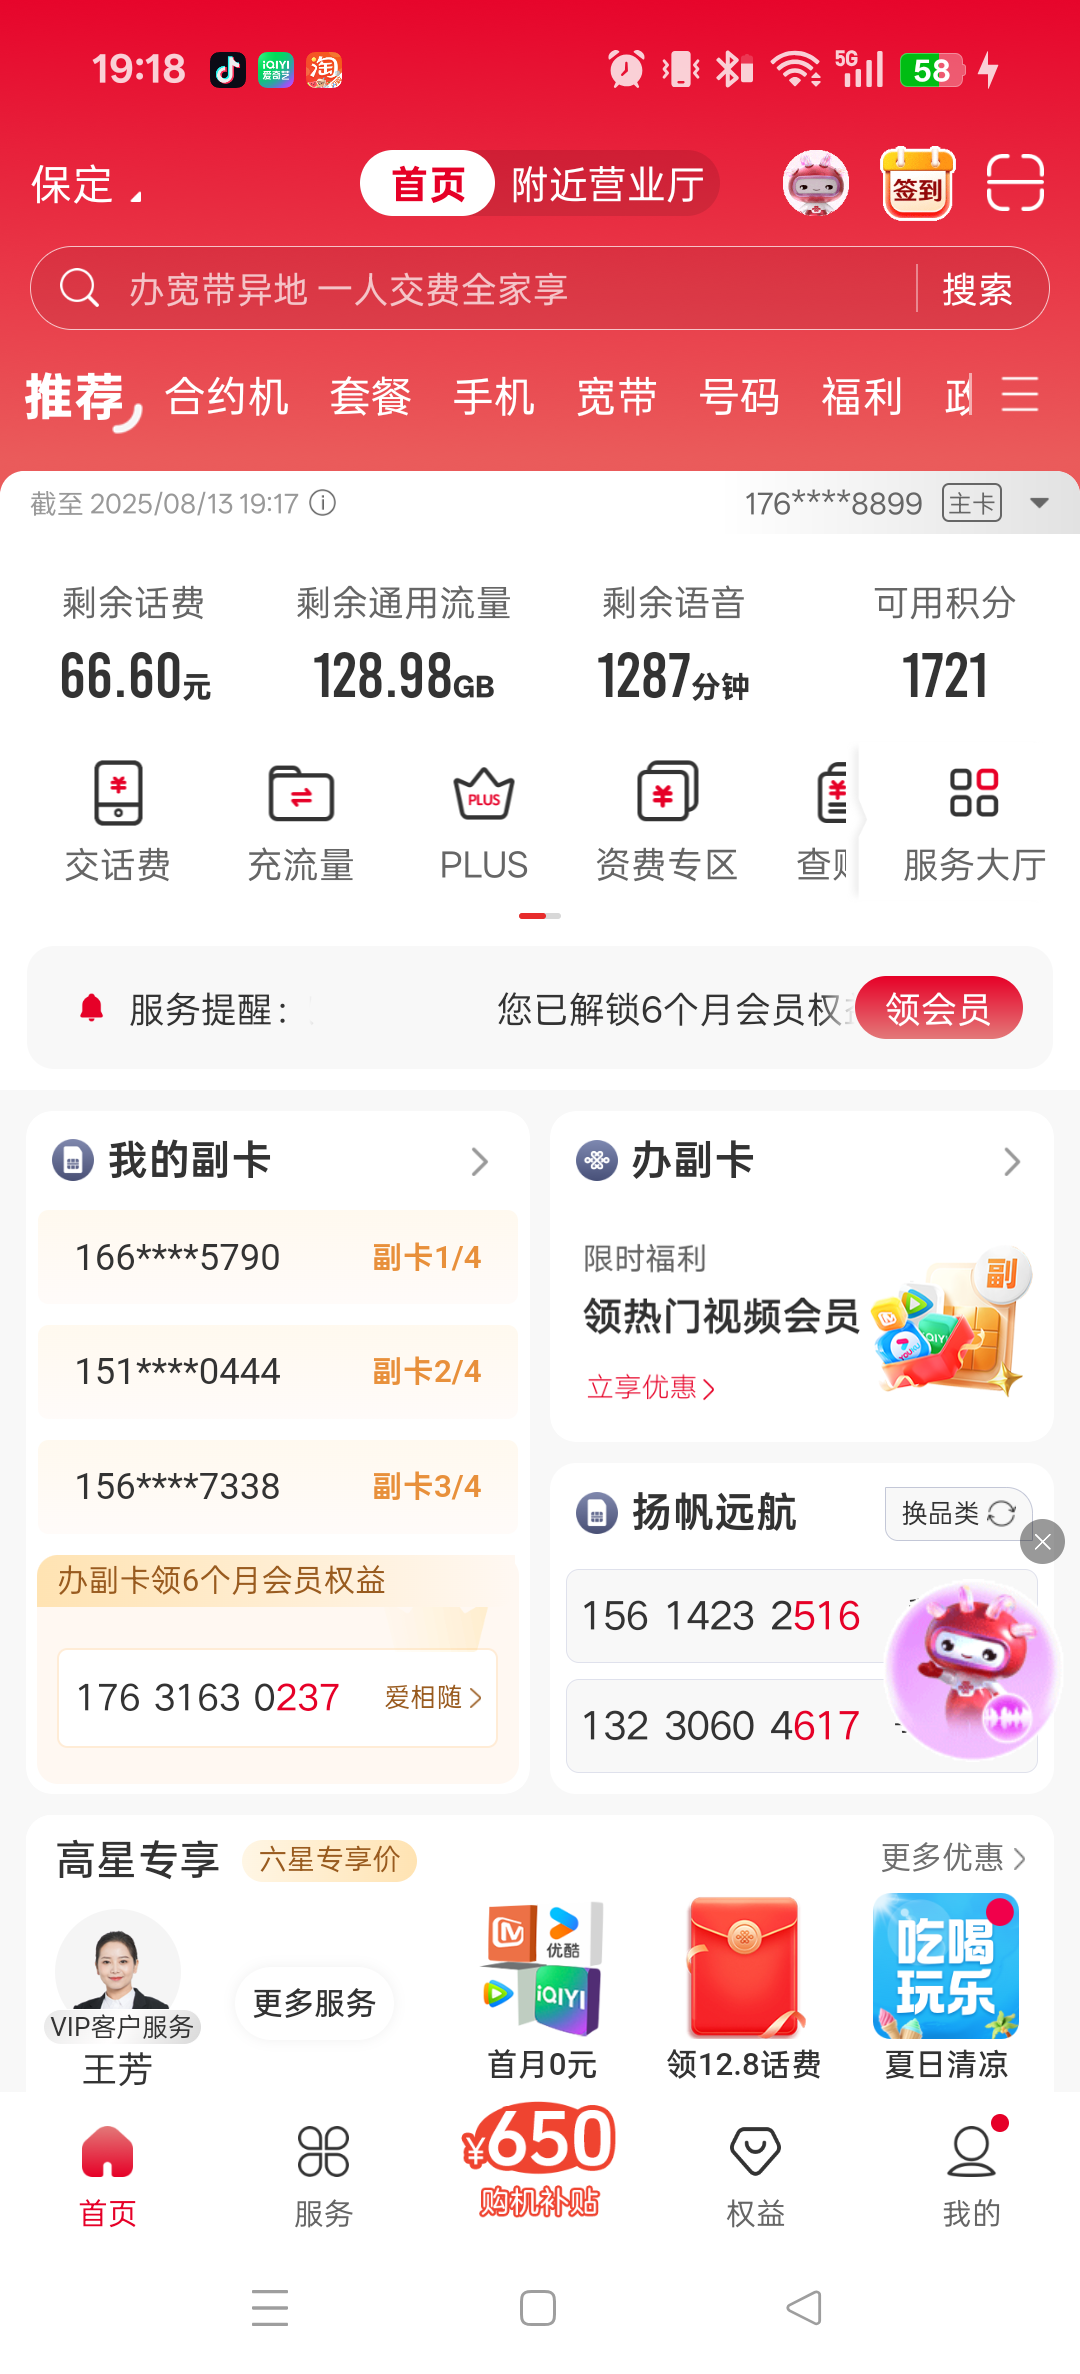 19:18
iQIYI
爱奇艺
淘
5G
58
保定
首页
附近营业厅
签到
办宽带异地 一人交费全家享
搜索
推荐
合约机
套餐
手机
宽带
号码
福利
截至 2025/08/13 19:17
176****8899
主卡
剩余话费
剩余通用流量
剩余语音
可用积分
66.60元
128.98GB
1287分钟
1721
交话费
充流量
PLUS
PLUS
资费专区
查
服务大厅
服务提醒：
您已解锁6个月会员权
领会员
我的副卡
166****5790
副卡1/4
151****0444
副卡2/4
156****7338
副卡3/4
办副卡领6个月会员权益
176 3163 0237
爱相随
办副卡
限时福利
领热门视频会员
立享优惠
副
扬帆远航
换品类
156 1423 2516
132 3060 4617
高星专享
六星专享价
更多优惠
VIP客户服务
王芳
更多服务
优酷
iQIYI
首月0元
领12.8话费
吃喝
玩乐
夏日清凉
首页
服务
¥650
购机补贴
权益
我的